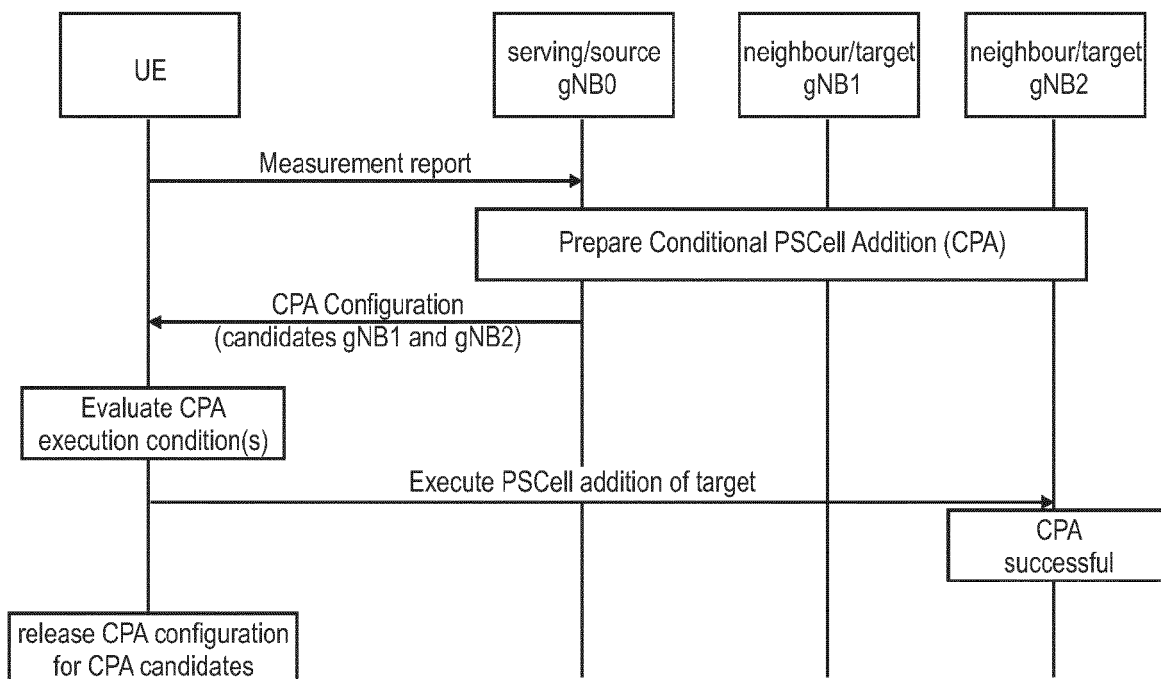 UE
serving/source
gNB0
neighbour/target
gNB1
neighbour/target
gNB2
Measurement report
Prepare Conditional PSCell Addition (CPA)
CPA Configuration
(candidates gNB1 and gNB2)
Evaluate CPA
execution condition(s)
Execute PSCell addition of target
CPA
successful
release CPA configuration
for CPA candidates